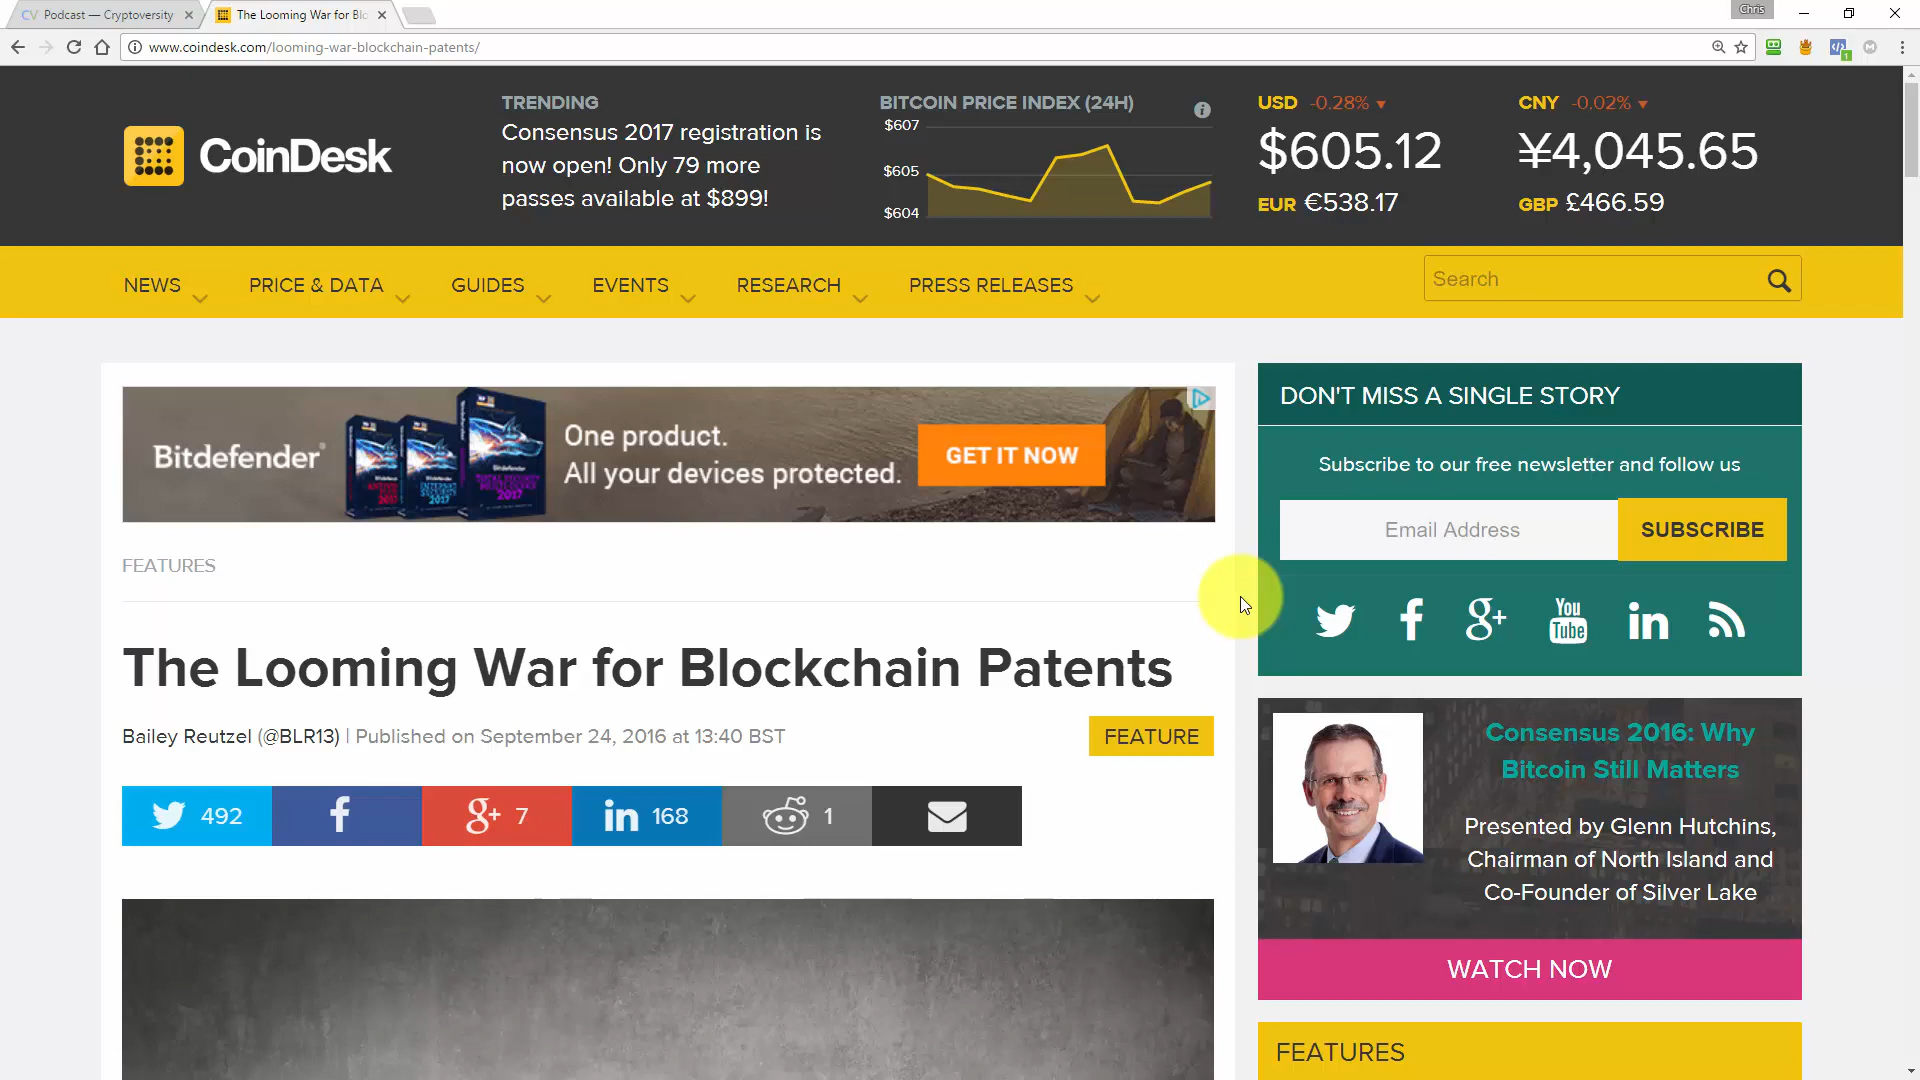 CV Podcast — Cryptoversity
The Looming War for Blo
Chris
www.coindesk.com/looming-war-blockchain-patents/
1
CoinDesk
TRENDING
Consensus 2017 registration is
now open! Only 79 more
passes available at $899!
BITCOIN PRICE INDEX (24H)
$607
$605
$604
USD -0.28%
$605.12
EUR €538.17
CNY -0.02%
¥4,045.65
GBP £466.59
NEWS
PRICE & DATA
GUIDES
EVENTS
RESEARCH
PRESS RELEASES
Search
Bitdefender
One product.
All your devices protected.
GET IT NOW
FEATURES
The Looming War for Blockchain Patents
Bailey Reutzel (@BLR13) | Published on September 24, 2016 at 13:40 BST
FEATURE
492
7
168
1
DON'T MISS A SINGLE STORY
Subscribe to our free newsletter and follow us
Email Address
SUBSCRIBE
You
Tube
Consensus 2016: Why
Bitcoin Still Matters
Presented by Glenn Hutchins,
Chairman of North Island and
Co-Founder of Silver Lake
WATCH NOW
FEATURES